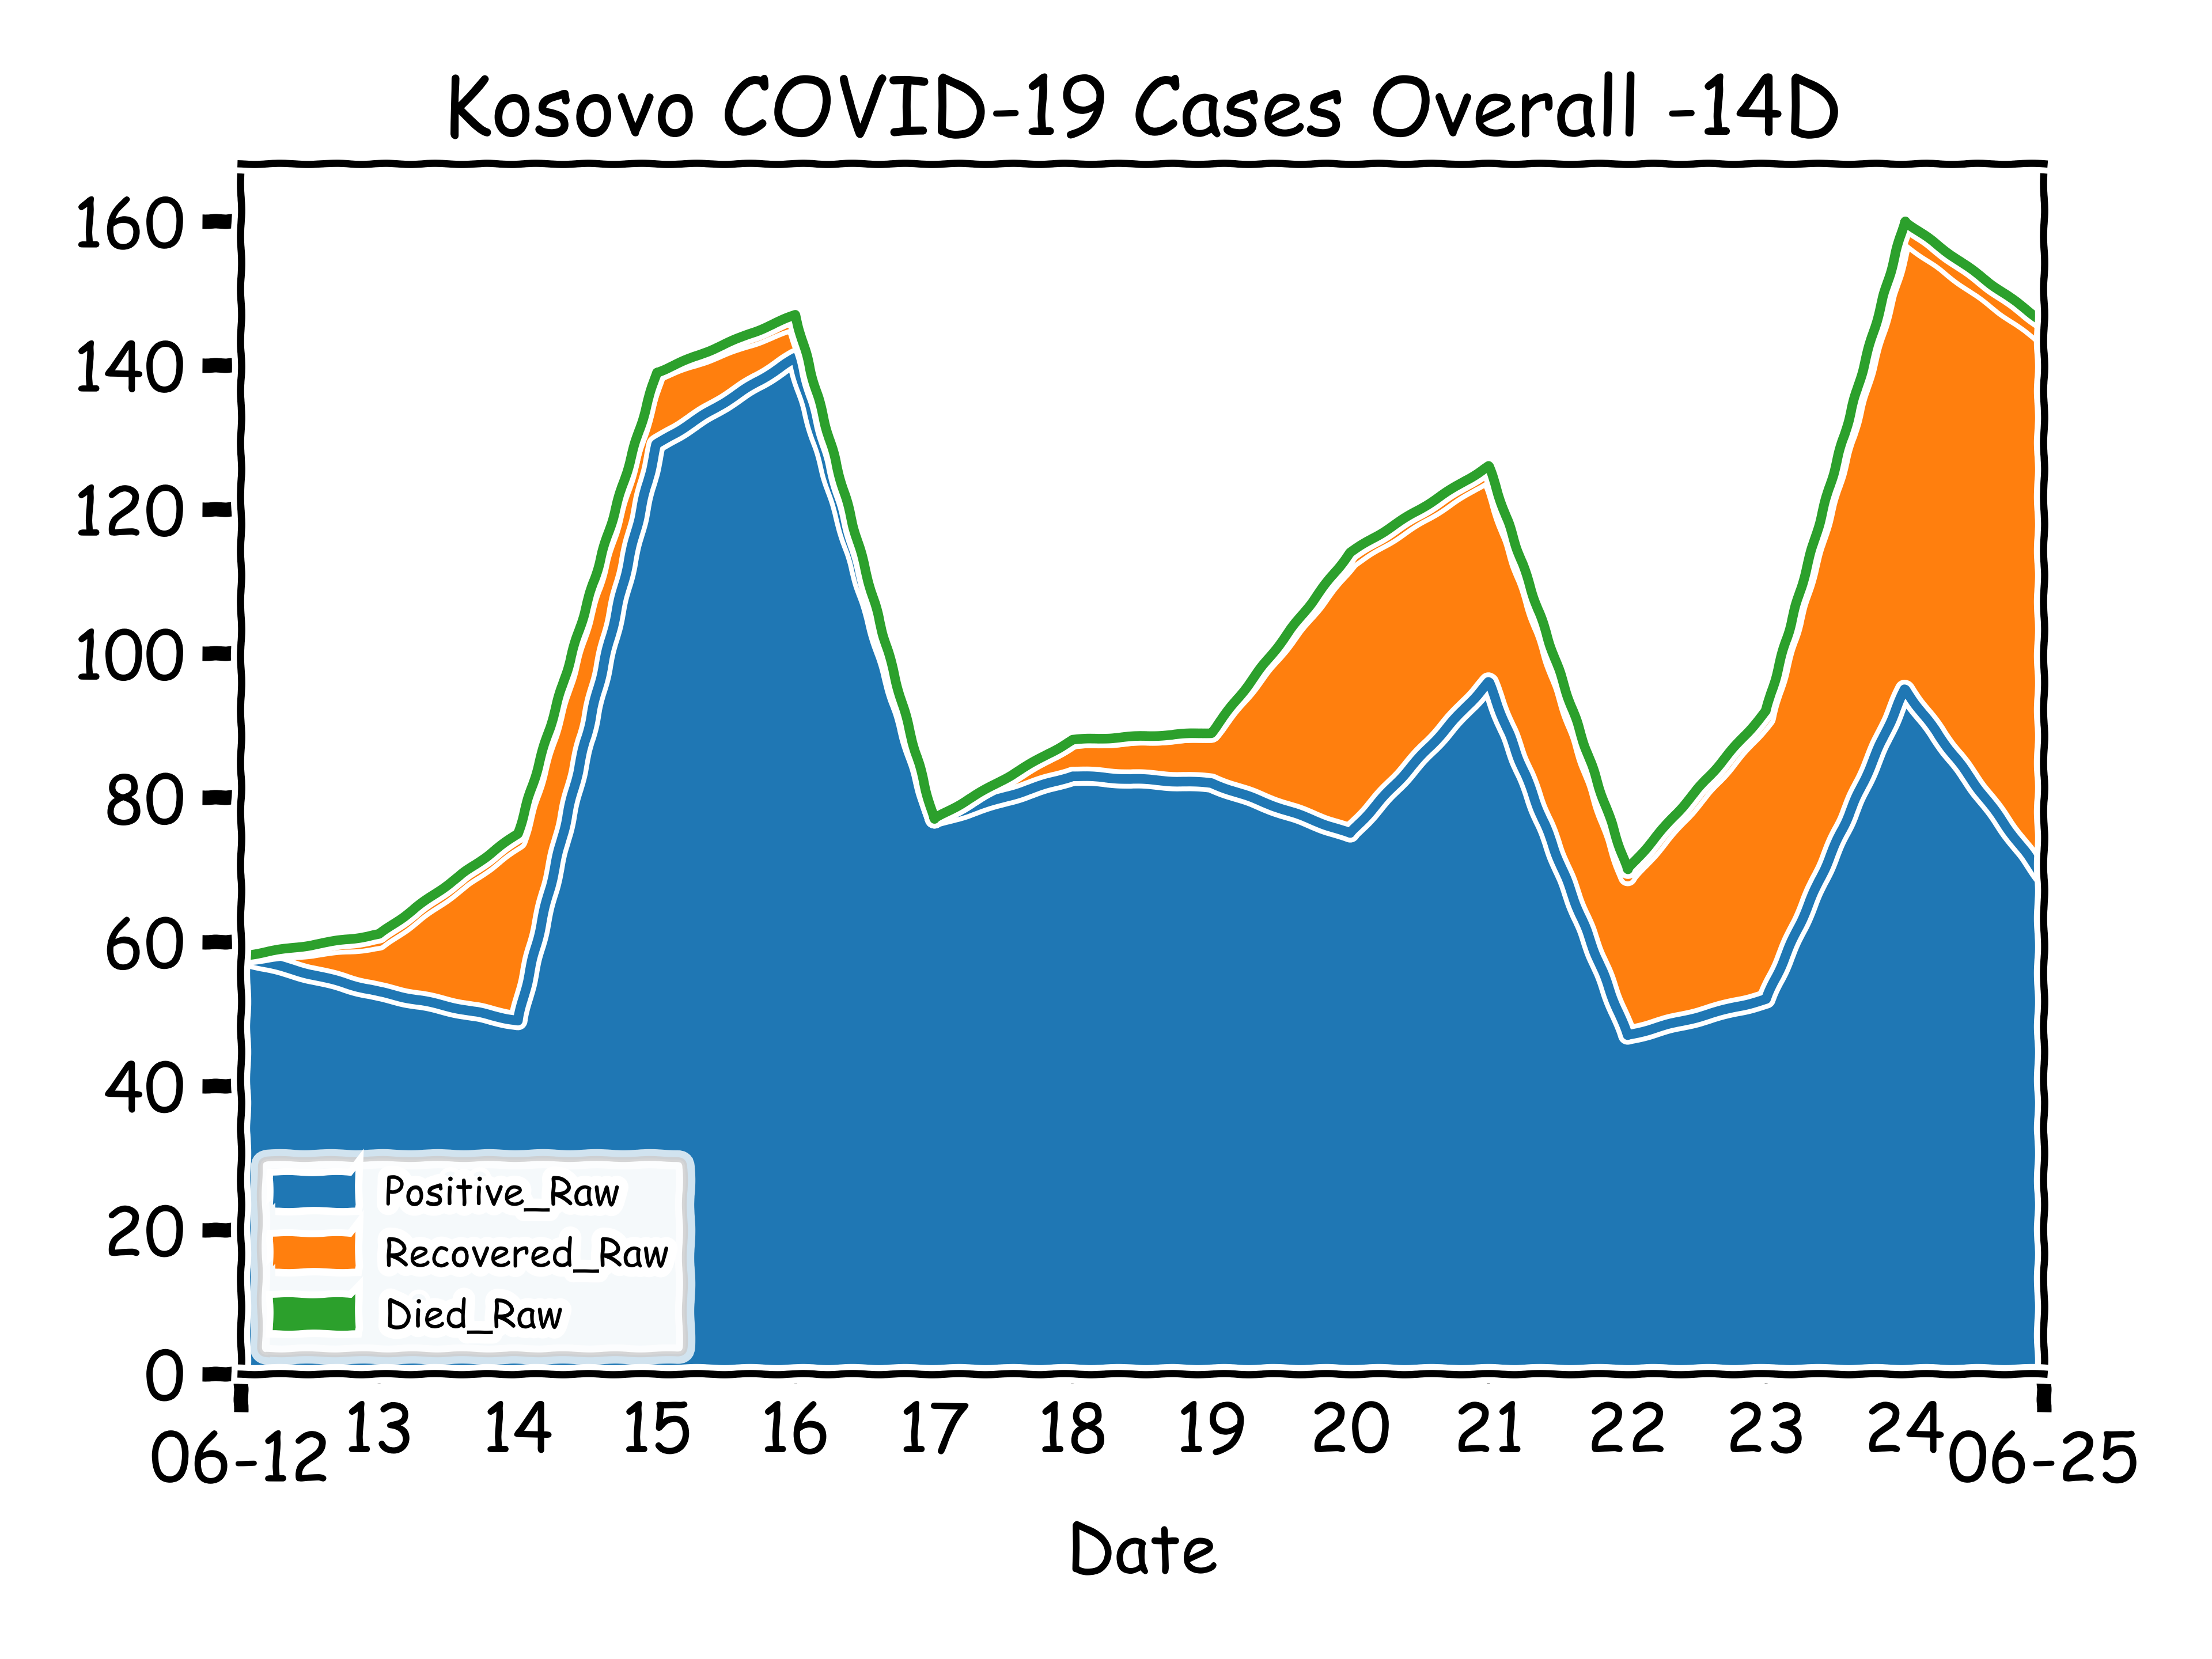 Kosovo COVID-19 Cases Overall -14D
160
140
120
100
80
60
40
20
0
Positive_Raw
Recovered_Raw
Died_Raw
06-12 13 14 15 16 17 18 19 20 21 22 23 24 06-25
Date